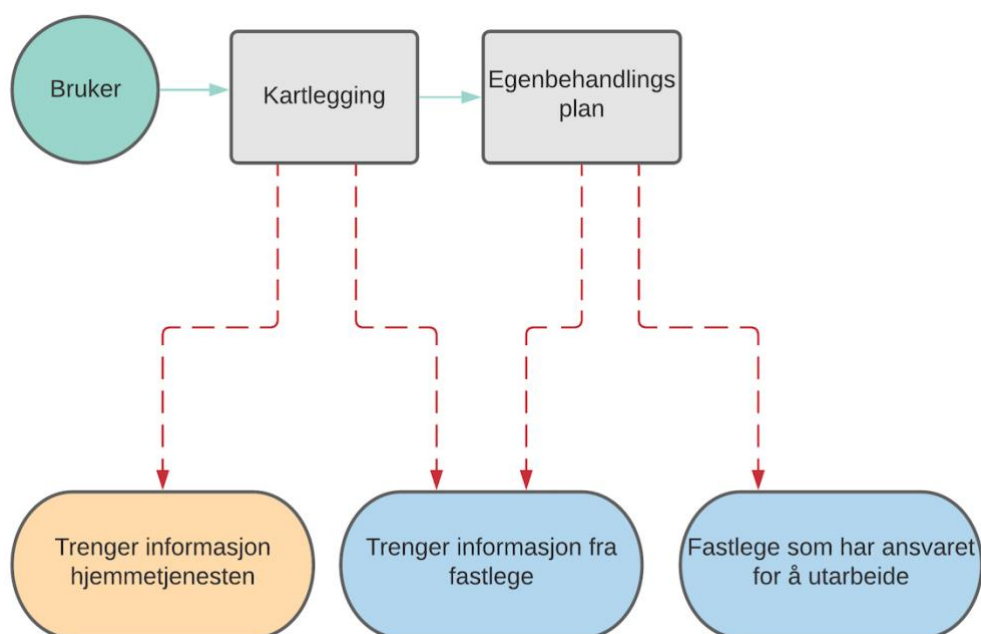 Bruker
Kartlegging
Egenbehandlings
plan
Trenger informasjon
hjemmetjenesten
Trenger informasjon fra
fastlege
Fastlege som har ansvaret
for å utarbeide